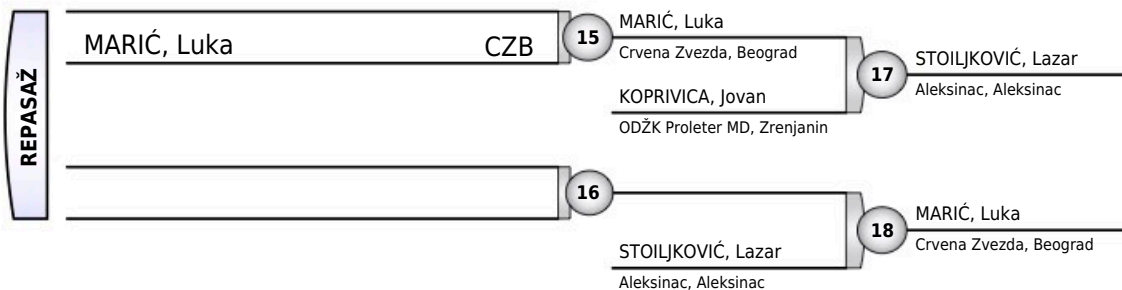 REPASAŽ
MARIĆ, Luka CZB
15
MARIĆ, Luka
Crvena Zvezda, Beograd
KOPRIVICA, Jovan
ODŽK Proleter MD, Zrenjanin
17
STOILJKOVIĆ, Lazar
Aleksinac, Aleksinac
16
STOILJKOVIĆ, Lazar
Aleksinac, Aleksinac
18
MARIĆ, Luka
Crvena Zvezda, Beograd